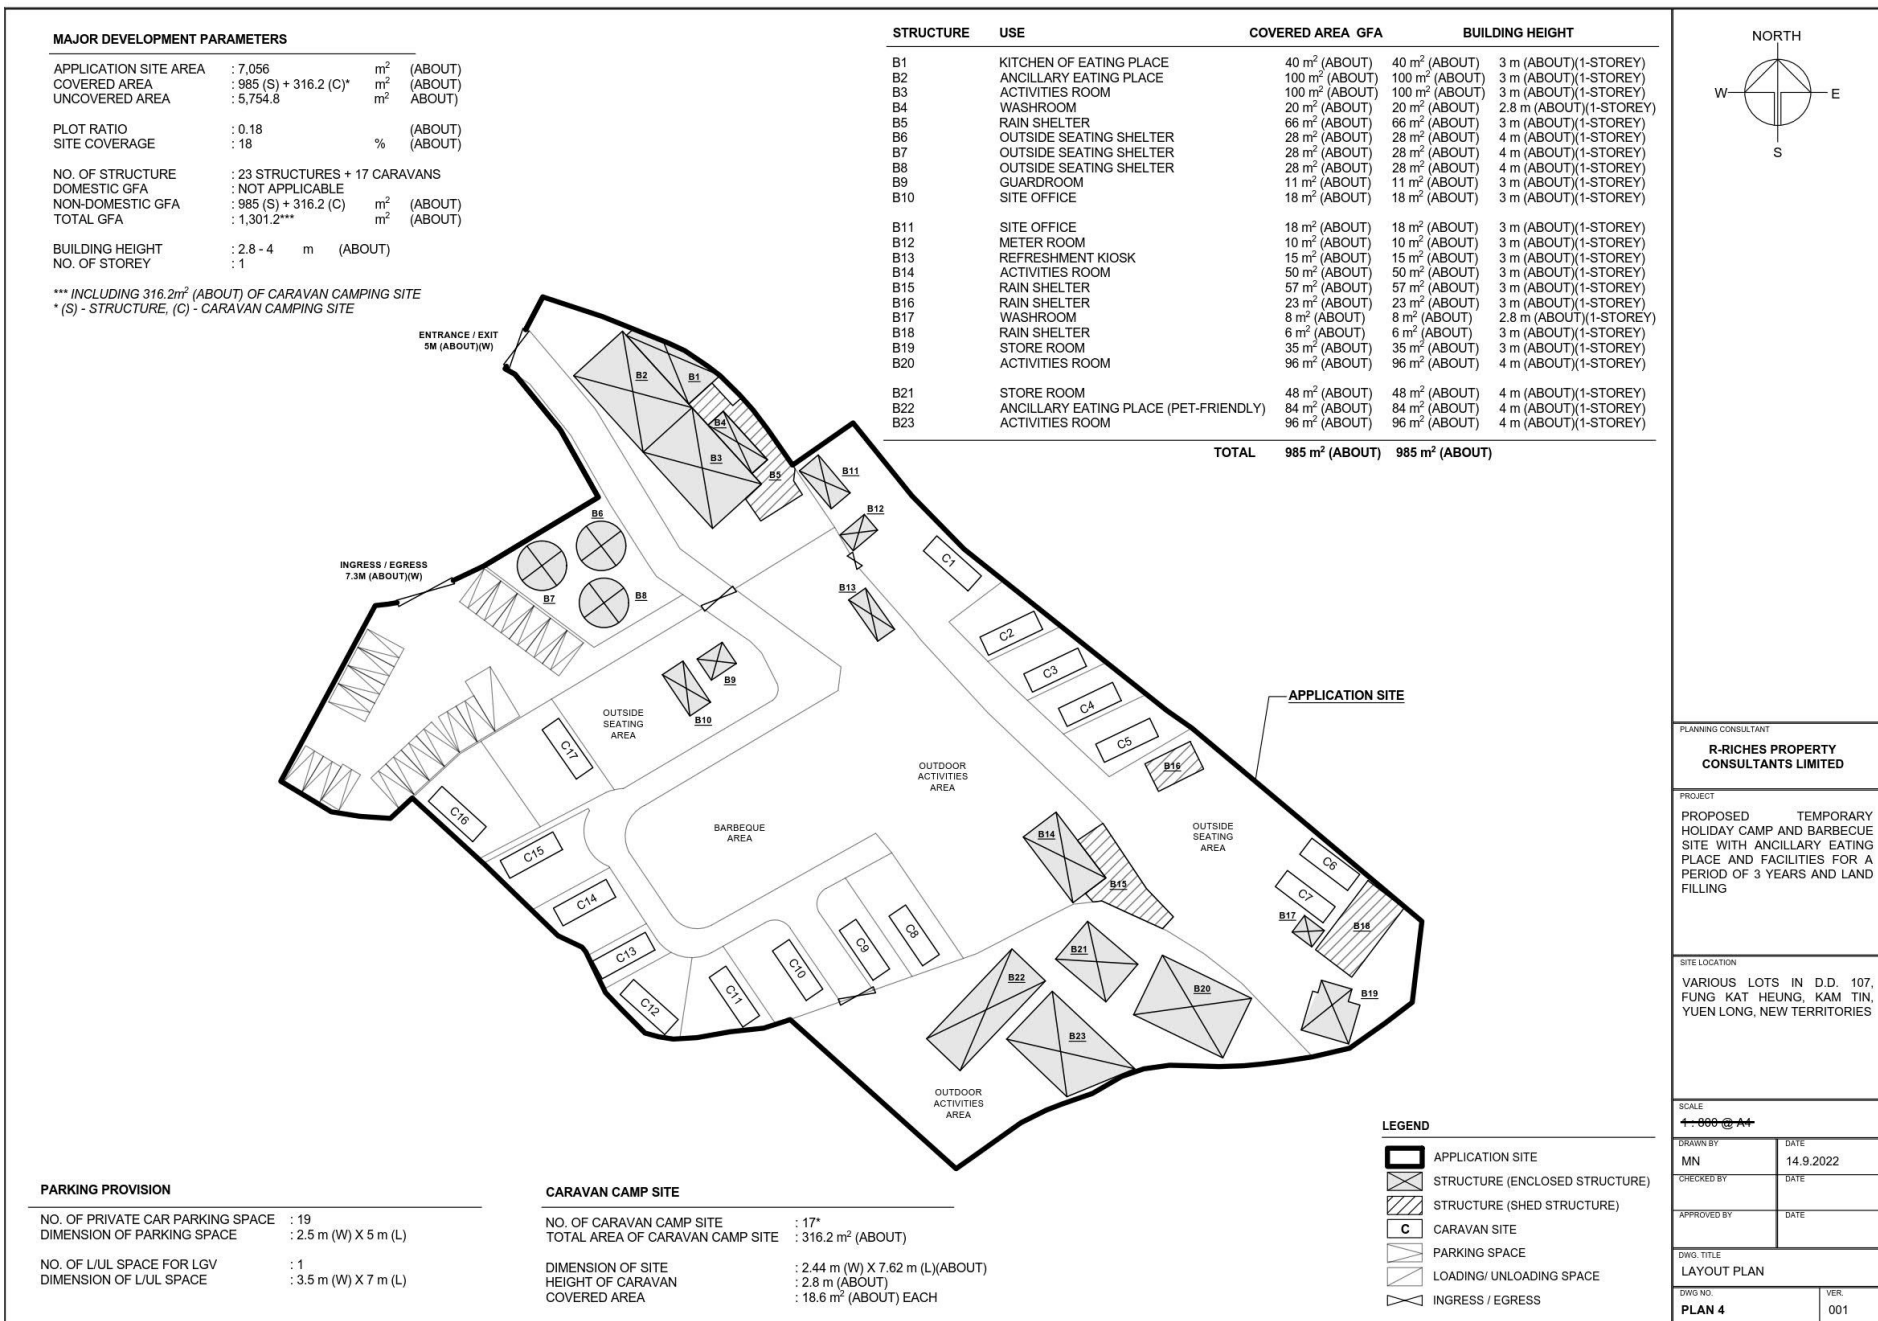 MAJOR DEVELOPMENT PARAMETERS
APPLICATION SITE AREA : 7,056 m² (ABOUT)
COVERED AREA : 985 (S) + 316.2 (C)* m² (ABOUT)
UNCOVERED AREA : 5,754.8 m² ABOUT)
PLOT RATIO : 0.18 (ABOUT)
SITE COVERAGE : 18 % (ABOUT)
NO. OF STRUCTURE : 23 STRUCTURES + 17 CARAVANS
DOMESTIC GFA : NOT APPLICABLE
NON-DOMESTIC GFA : 985 (S) + 316.2 (C) m² (ABOUT)
TOTAL GFA : 1,301.2*** m² (ABOUT)
BUILDING HEIGHT : 2.8 - 4 m (ABOUT)
NO. OF STOREY : 1
*** INCLUDING 316.2m² (ABOUT) OF CARAVAN CAMPING SITE
* (S) - STRUCTURE, (C) - CARAVAN CAMPING SITE
STRUCTURE USE COVERED AREA GFA BUILDING HEIGHT
B1 KITCHEN OF EATING PLACE 40 m² (ABOUT) 40 m² (ABOUT) 3 m (ABOUT)(1-STOREY)
B2 ANCILLARY EATING PLACE 100 m² (ABOUT) 100 m² (ABOUT) 3 m (ABOUT)(1-STOREY)
B3 ACTIVITIES ROOM 100 m² (ABOUT) 100 m² (ABOUT) 3 m (ABOUT)(1-STOREY)
B4 WASHROOM 20 m² (ABOUT) 20 m² (ABOUT) 2.8 m (ABOUT)(1-STOREY)
B5 RAIN SHELTER 66 m² (ABOUT) 66 m² (ABOUT) 3 m (ABOUT)(1-STOREY)
B6 OUTSIDE SEATING SHELTER 28 m² (ABOUT) 28 m² (ABOUT) 4 m (ABOUT)(1-STOREY)
B7 OUTSIDE SEATING SHELTER 28 m² (ABOUT) 28 m² (ABOUT) 4 m (ABOUT)(1-STOREY)
B8 OUTSIDE SEATING SHELTER 28 m² (ABOUT) 28 m² (ABOUT) 4 m (ABOUT)(1-STOREY)
B9 GUARDROOM 11 m² (ABOUT) 11 m² (ABOUT) 3 m (ABOUT)(1-STOREY)
B10 SITE OFFICE 18 m² (ABOUT) 18 m² (ABOUT) 3 m (ABOUT)(1-STOREY)
B11 SITE OFFICE 18 m² (ABOUT) 18 m² (ABOUT) 3 m (ABOUT)(1-STOREY)
B12 METER ROOM 10 m² (ABOUT) 10 m² (ABOUT) 3 m (ABOUT)(1-STOREY)
B13 REFRESHMENT KIOSK 15 m² (ABOUT) 15 m² (ABOUT) 3 m (ABOUT)(1-STOREY)
B14 ACTIVITIES ROOM 50 m² (ABOUT) 50 m² (ABOUT) 3 m (ABOUT)(1-STOREY)
B15 RAIN SHELTER 57 m² (ABOUT) 57 m² (ABOUT) 3 m (ABOUT)(1-STOREY)
B16 RAIN SHELTER 23 m² (ABOUT) 23 m² (ABOUT) 3 m (ABOUT)(1-STOREY)
B17 WASHROOM 8 m² (ABOUT) 8 m² (ABOUT) 2.8 m (ABOUT)(1-STOREY)
B18 RAIN SHELTER 6 m² (ABOUT) 6 m² (ABOUT) 3 m (ABOUT)(1-STOREY)
B19 STORE ROOM 35 m² (ABOUT) 35 m² (ABOUT) 3 m (ABOUT)(1-STOREY)
B20 ACTIVITIES ROOM 96 m² (ABOUT) 96 m² (ABOUT) 4 m (ABOUT)(1-STOREY)
B21 STORE ROOM 48 m² (ABOUT) 48 m² (ABOUT) 4 m (ABOUT)(1-STOREY)
B22 ANCILLARY EATING PLACE (PET-FRIENDLY) 84 m² (ABOUT) 84 m² (ABOUT) 4 m (ABOUT)(1-STOREY)
B23 ACTIVITIES ROOM 96 m² (ABOUT) 96 m² (ABOUT) 4 m (ABOUT)(1-STOREY)
TOTAL 985 m² (ABOUT) 985 m² (ABOUT)
NORTH
W E
S
ENTRANCE / EXIT
5M (ABOUT)(W)
B2
B1
B4
B3
B5
B11
B12
B6
INGRESS / EGRESS
7.3M (ABOUT)(W)
B7
B8
B13
C1
C2
C3
C4
C5
B16
B9
B10
OUTSIDE
SEATING
AREA
C17
APPLICATION SITE
OUTDOOR
ACTIVITIES
AREA
C16
BARBEQUE
AREA
C15
C14
C13
C12
C11
C10
C9
C8
B14
B15
OUTSIDE
SEATING
AREA
C6
C7
B17
B18
B19
B21
B22
B20
B23
OUTDOOR
ACTIVITIES
AREA
PARKING PROVISION
NO. OF PRIVATE CAR PARKING SPACE : 19
DIMENSION OF PARKING SPACE : 2.5 m (W) X 5 m (L)
NO. OF L/UL SPACE FOR LGV : 1
DIMENSION OF L/UL SPACE : 3.5 m (W) X 7 m (L)
CARAVAN CAMP SITE
NO. OF CARAVAN CAMP SITE : 17*
TOTAL AREA OF CARAVAN CAMP SITE : 316.2 m² (ABOUT)
DIMENSION OF SITE : 2.44 m (W) X 7.62 m (L)(ABOUT)
HEIGHT OF CARAVAN : 2.8 m (ABOUT)
COVERED AREA : 18.6 m² (ABOUT) EACH
LEGEND
APPLICATION SITE
STRUCTURE (ENCLOSED STRUCTURE)
STRUCTURE (SHED STRUCTURE)
C CARAVAN SITE
PARKING SPACE
LOADING/ UNLOADING SPACE
INGRESS / EGRESS
PLANNING CONSULTANT
R-RICHES PROPERTY
CONSULTANTS LIMITED
PROJECT
PROPOSED TEMPORARY
HOLIDAY CAMP AND BARBECUE
SITE WITH ANCILLARY EATING
PLACE AND FACILITIES FOR A
PERIOD OF 3 YEARS AND LAND
FILLING
SITE LOCATION
VARIOUS LOTS IN D.D. 107,
FUNG KAT HEUNG, KAM TIN,
YUEN LONG, NEW TERRITORIES
SCALE
1 : 800 @ A4
DRAWN BY DATE
MN 14.9.2022
CHECKED BY DATE
APPROVED BY DATE
DWG. TITLE
LAYOUT PLAN
DWG NO. VER.
PLAN 4 001